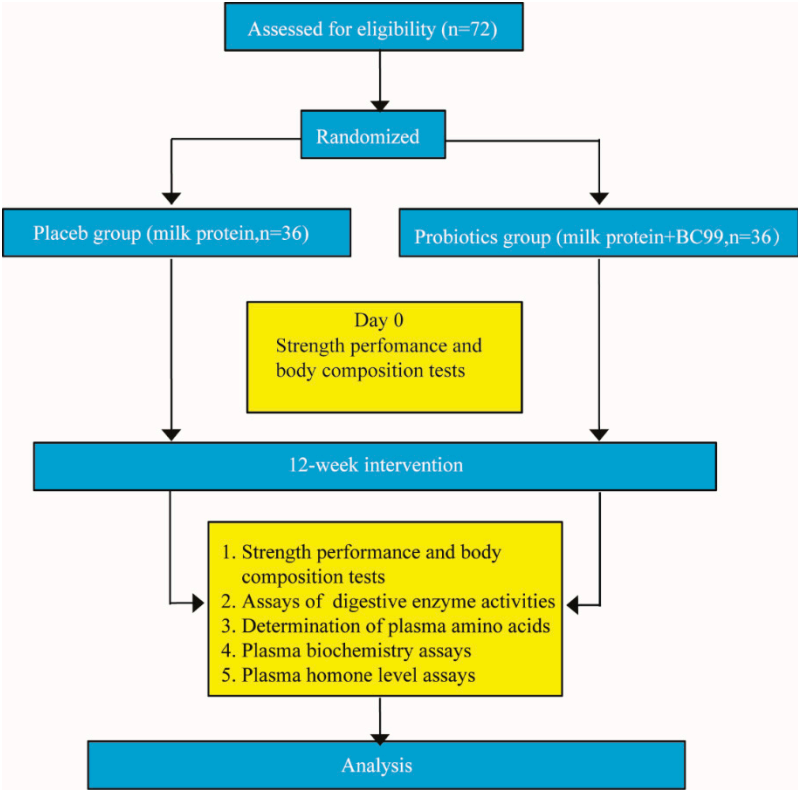 Assessed for eligibility (n=72)
Randomized
Placeb group (milk protein,n=36)
Probiotics group (milk protein+BC99,n=36)
Day 0
Strength perfomance and
body composition tests
12-week intervention
1. Strength performance and body
composition tests
2. Assays of digestive enzyme activities
3. Determination of plasma amino acids
4. Plasma biochemistry assays
5. Plasma homone level assays
Analysis